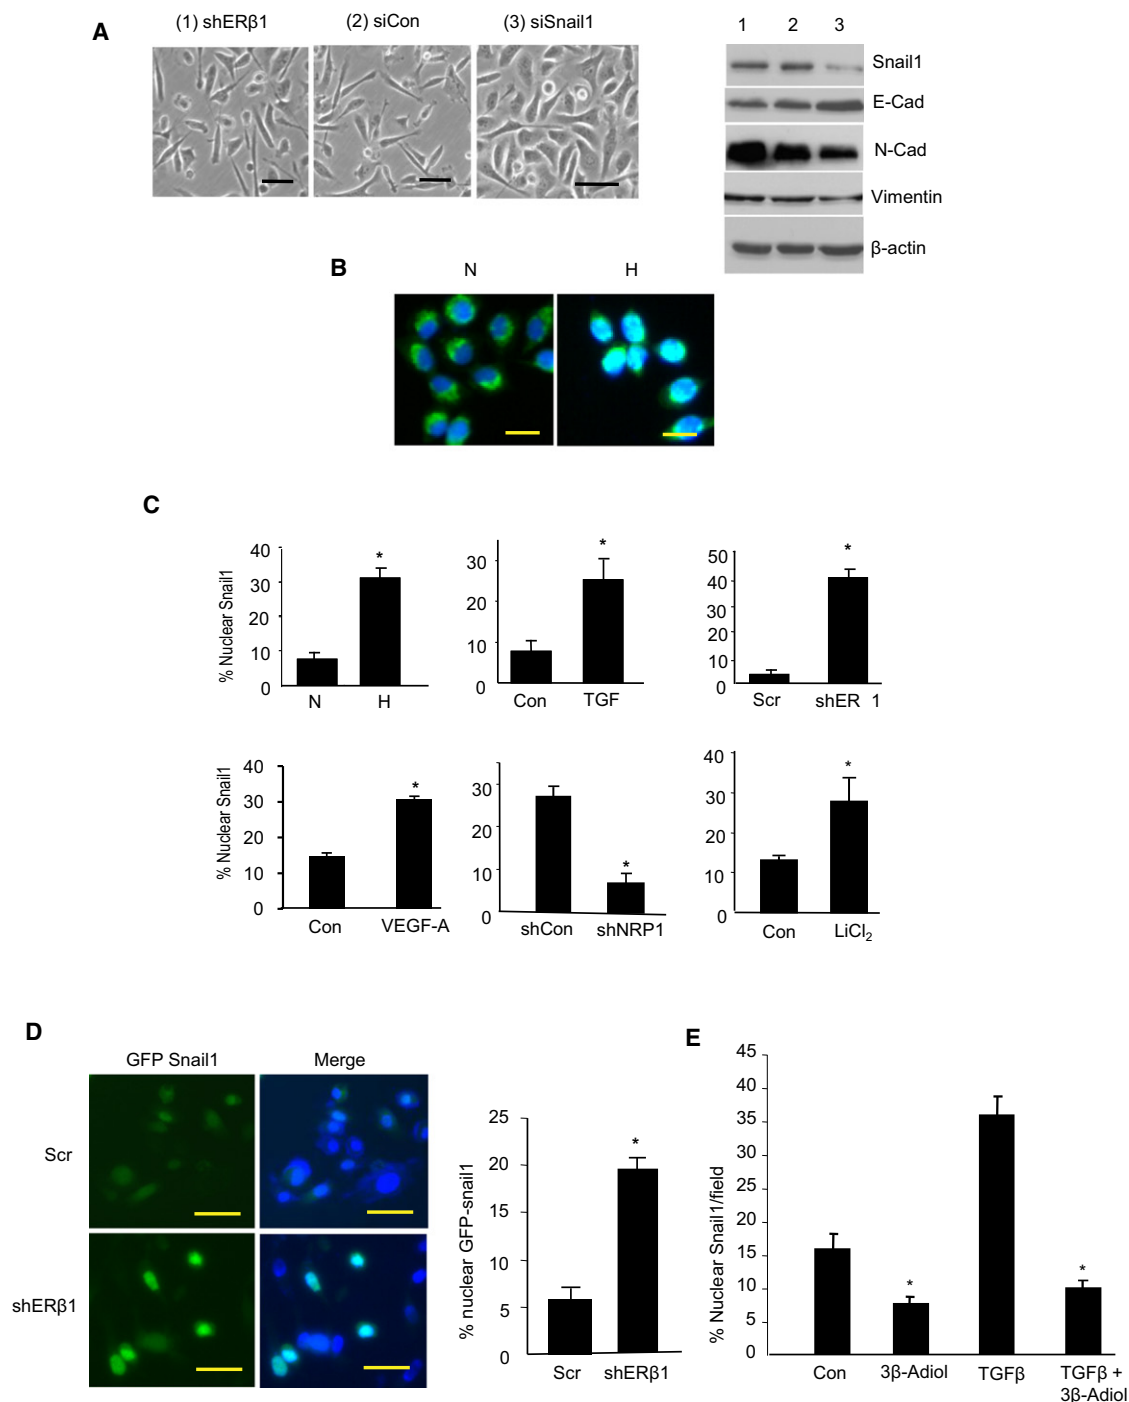 A
(1) shERβ1
(2) siCon
(3) siSnail1
1 2 3
Snail1
E-Cad
N-Cad
Vimentin
β-actin
B
N
H
C
% Nuclear Snail1
40
30
20
10
0
N
H
*
30
20
10
0
Con
TGF
*
50
40
30
20
10
0
Scr
shER 1
*
% Nuclear Snail1
40
30
20
10
0
Con
VEGF-A
*
30
20
10
0
shCon
shNRP1
*
40
30
20
10
0
Con
LiCl₂
*
D
GFP Snail1
Merge
Scr
shERβ1
% nuclear GFP-snail1
25
20
15
10
5
0
Scr
shERβ1
*
E
% Nuclear Snail1/field
45
40
35
30
25
20
15
10
5
0
Con
3β-Adiol
TGFβ
TGFβ +
3β-Adiol
*
*